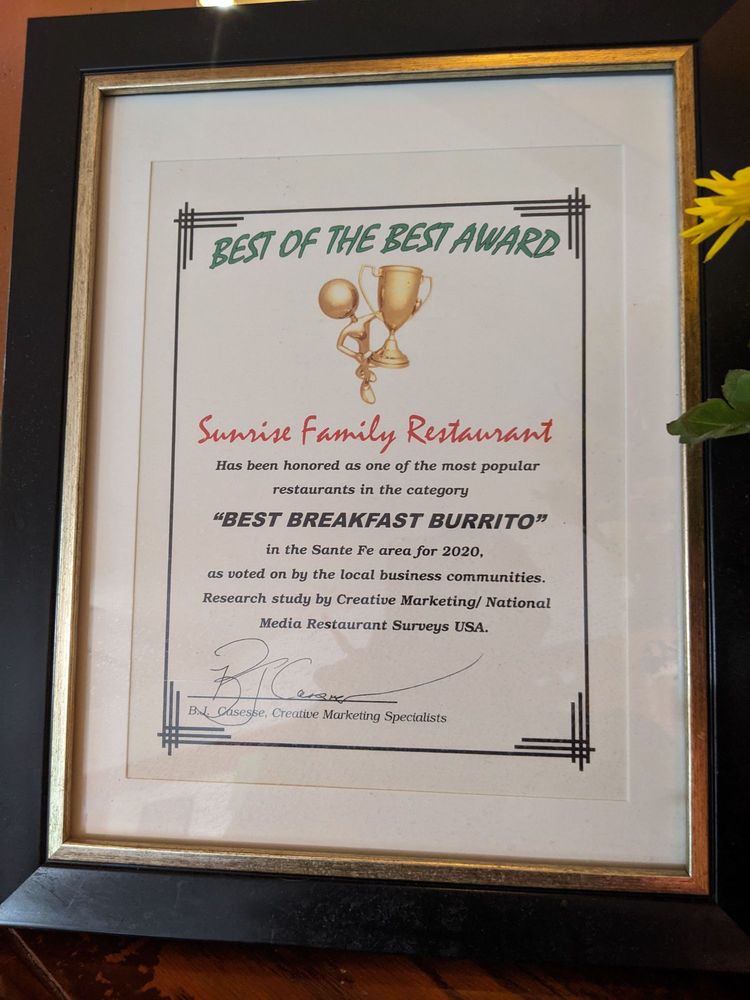 BEST OF THE BEST AWARD
Sunrise Family Restaurant
Has been honored as one of the most popular
restaurants in the category
“BEST BREAKFAST BURRITO”
in the Sante Fe area for 2020,
as voted on by the local business communities.
Research study by Creative Marketing/ National
Media Restaurant Surveys USA.
B.J. Casesse, Creative Marketing Specialists